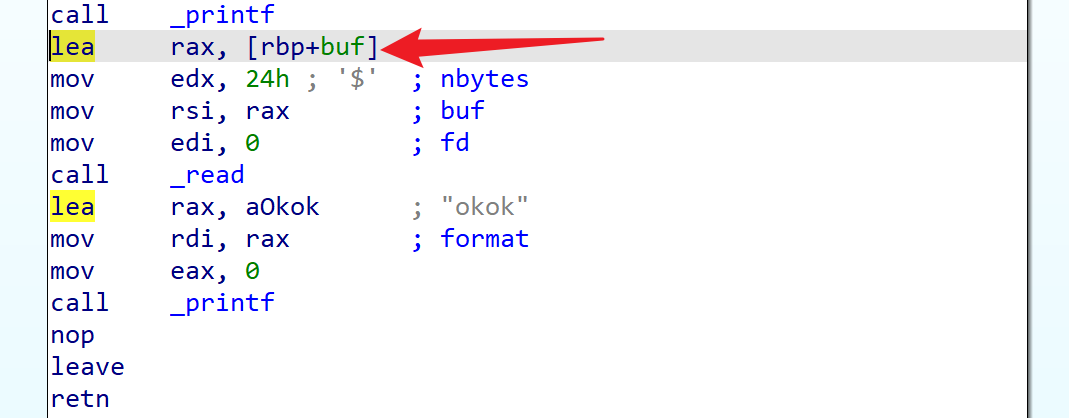 call    _printf
lea     rax, [rbp+buf]
mov     edx, 24h ; '$'  ; nbytes
mov     rsi, rax        ; buf
mov     edi, 0          ; fd
call    _read
lea     rax, aOkok      ; "okok"
mov     rdi, rax        ; format
mov     eax, 0
call    _printf
nop
leave
retn